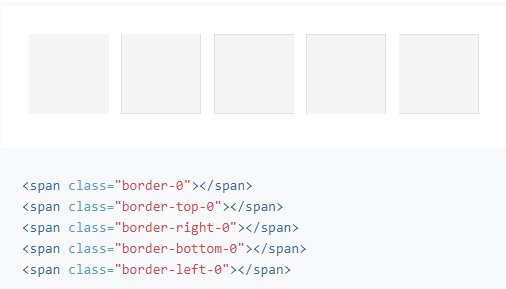 <span class="border-0"></span>
<span class="border-top-0"></span>
<span class="border-right-0"></span>
<span class="border-bottom-0"></span>
<span class="border-left-0"></span>